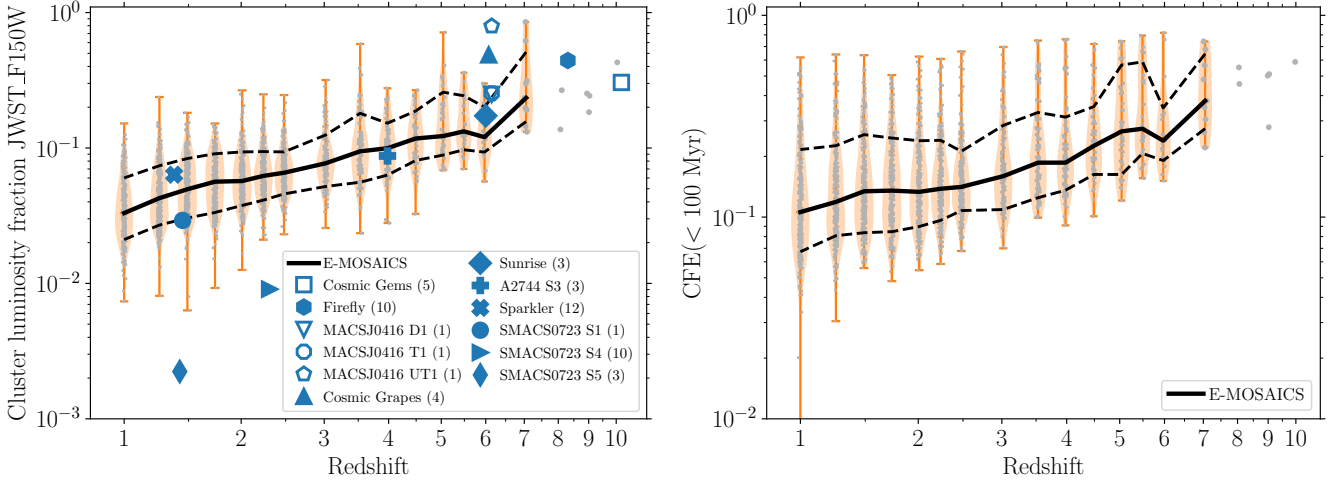 Cluster luminosity fraction JWST_F150W
10^0
10^-1
10^-2
10^-3
1 2 3 4 5 6 7 8 9 10
Redshift
E-MOSAICS
Cosmic Gems (5)
Firefly (10)
MACSJ0416 D1 (1)
MACSJ0416 T1 (1)
MACSJ0416 UT1 (1)
Cosmic Grapes (4)
Sunrise (3)
A2744 S3 (3)
Sparkler (12)
SMACS0723 S1 (1)
SMACS0723 S4 (10)
SMACS0723 S5 (3)
CFE(< 100 Myr)
10^0
10^-1
10^-2
1 2 3 4 5 6 7 8 9 10
Redshift
E-MOSAICS